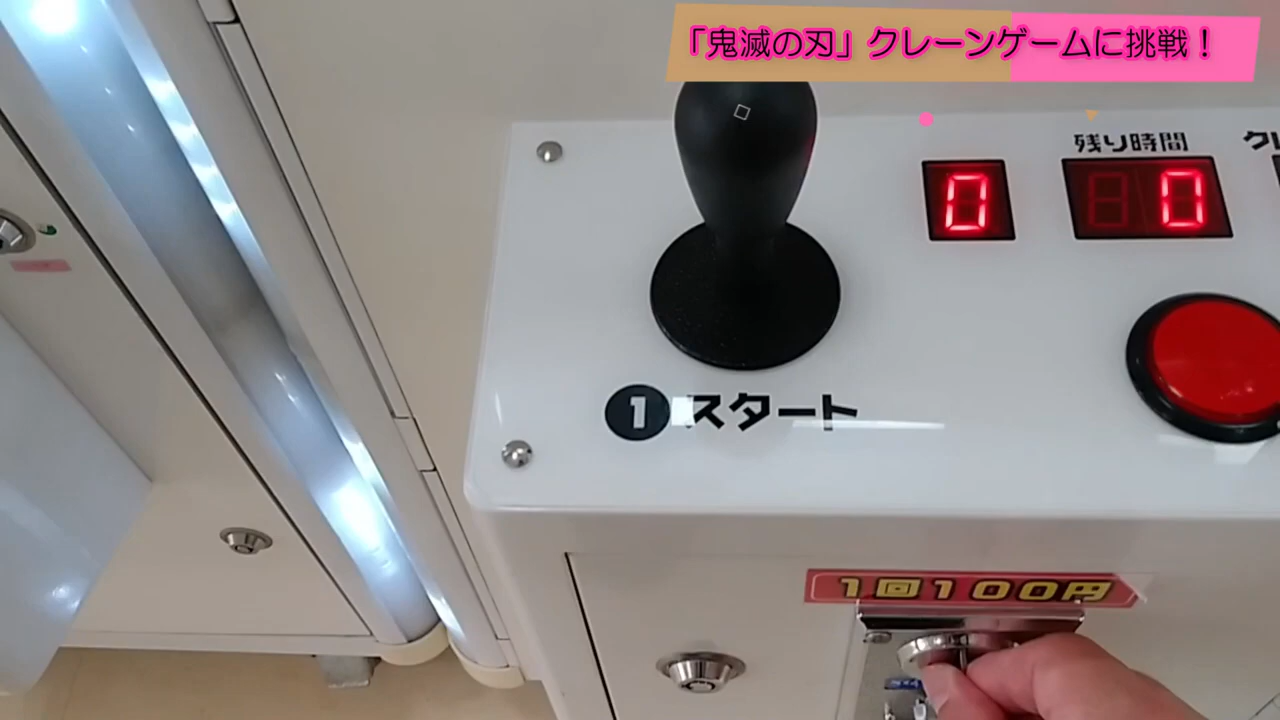 「鬼滅の刃」クレーンゲームに挑戦！
残り時間
0
0
① スタート
1回100円